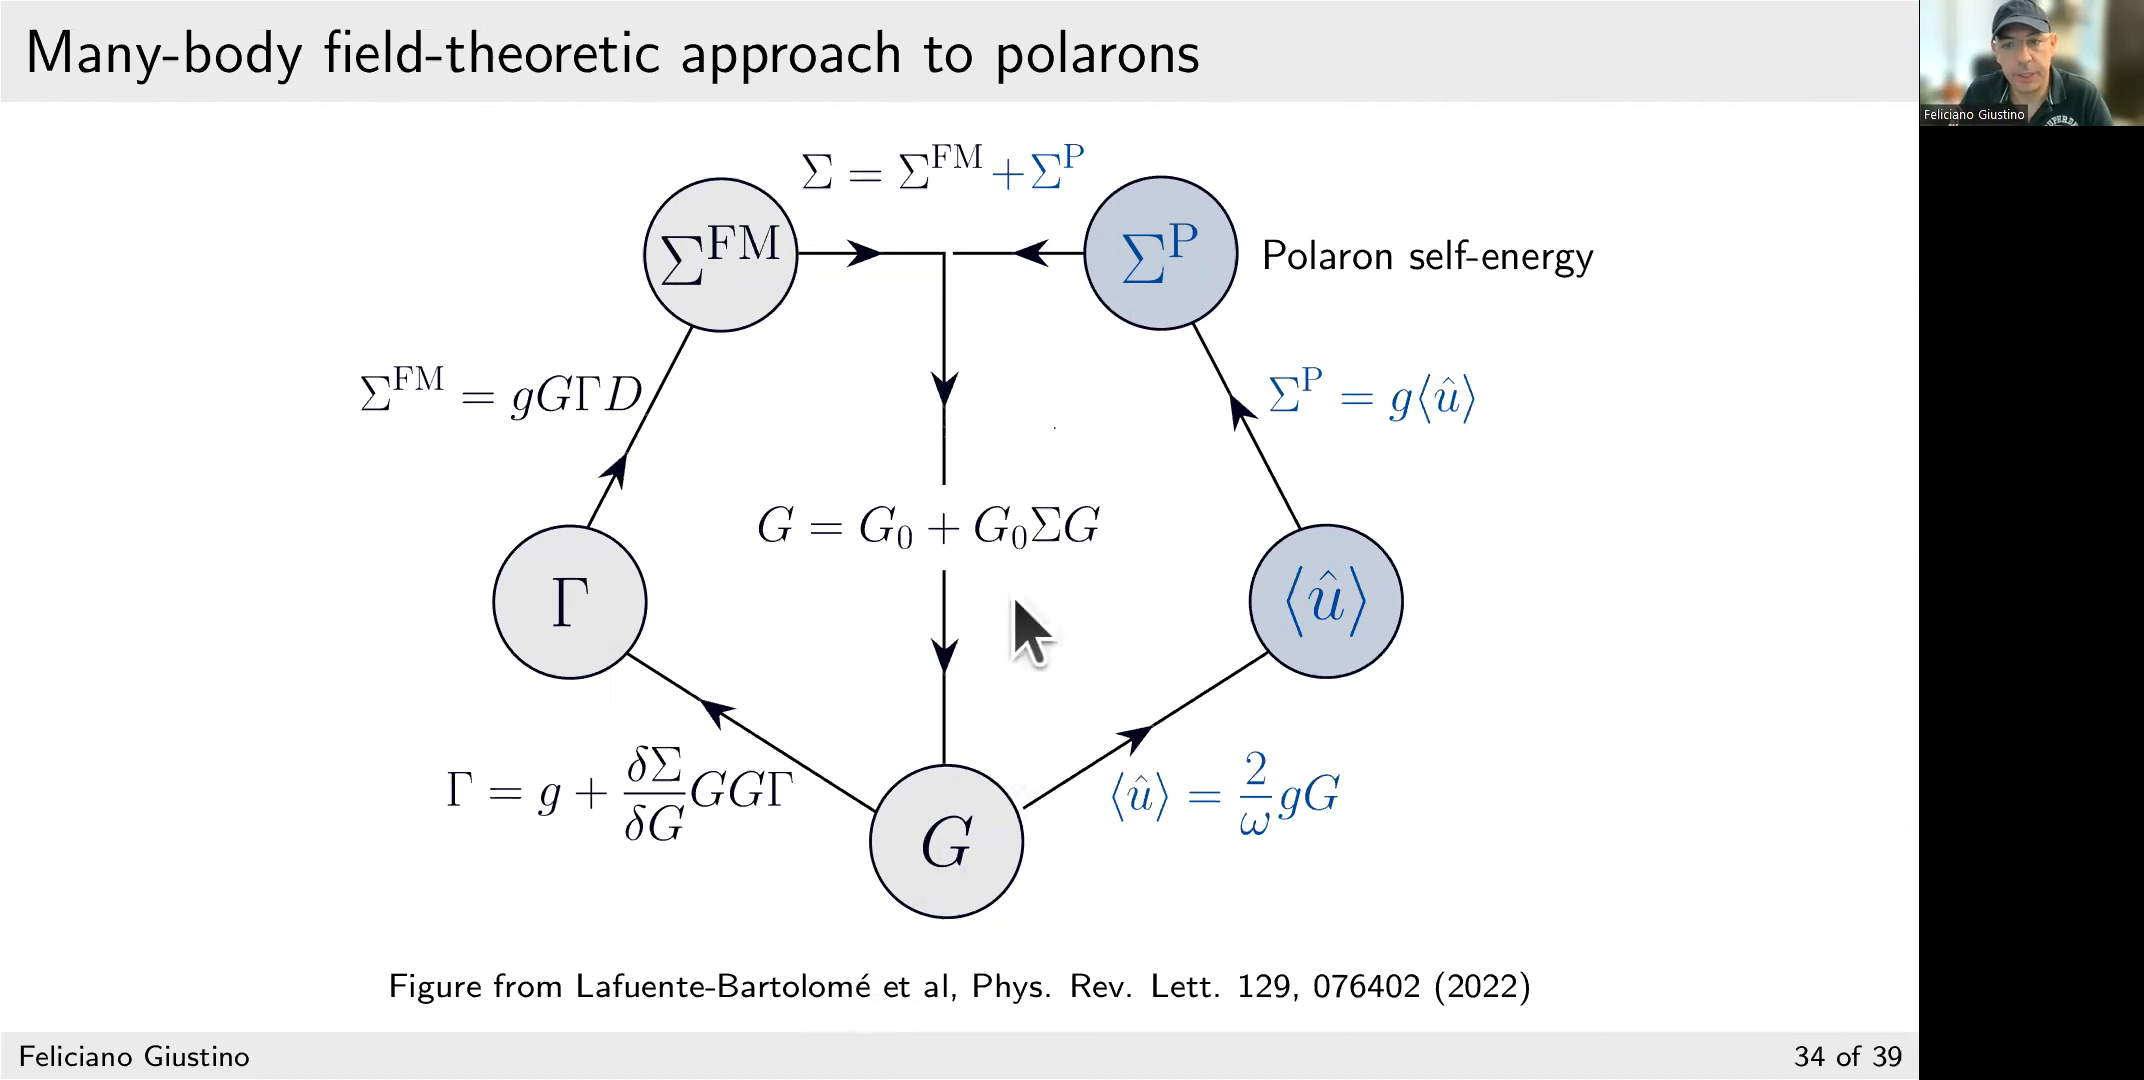 Many-body field-theoretic approach to polarons
Feliciano Giustino
Σ = Σ^FM + Σ^P
Σ^FM
Σ^P
Polaron self-energy
Σ^FM = gGΓD
Σ^P = g⟨û⟩
G = G₀ + G₀ΣG
Γ
⟨û⟩
Γ = g + δΣ/δG GGΓ
⟨û⟩ = 2/ω gG
G
Figure from Lafuente-Bartolomé et al, Phys. Rev. Lett. 129, 076402 (2022)
Feliciano Giustino
34 of 39